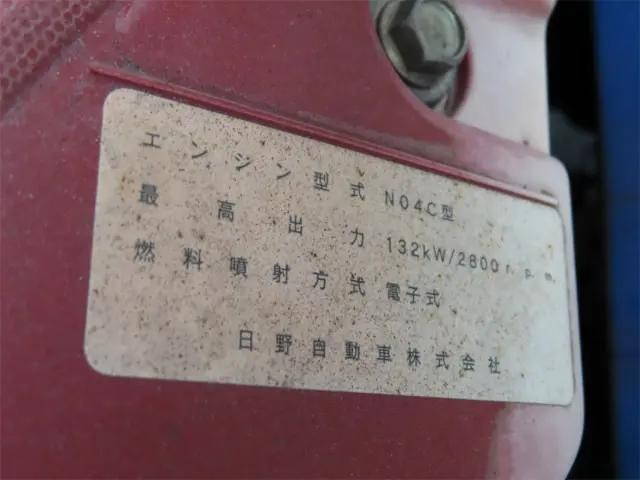 エンジン型式 N04C型
最高出力 132kW/2800r.p.m.
燃料噴射方式 電子式
日野自動車株式会社